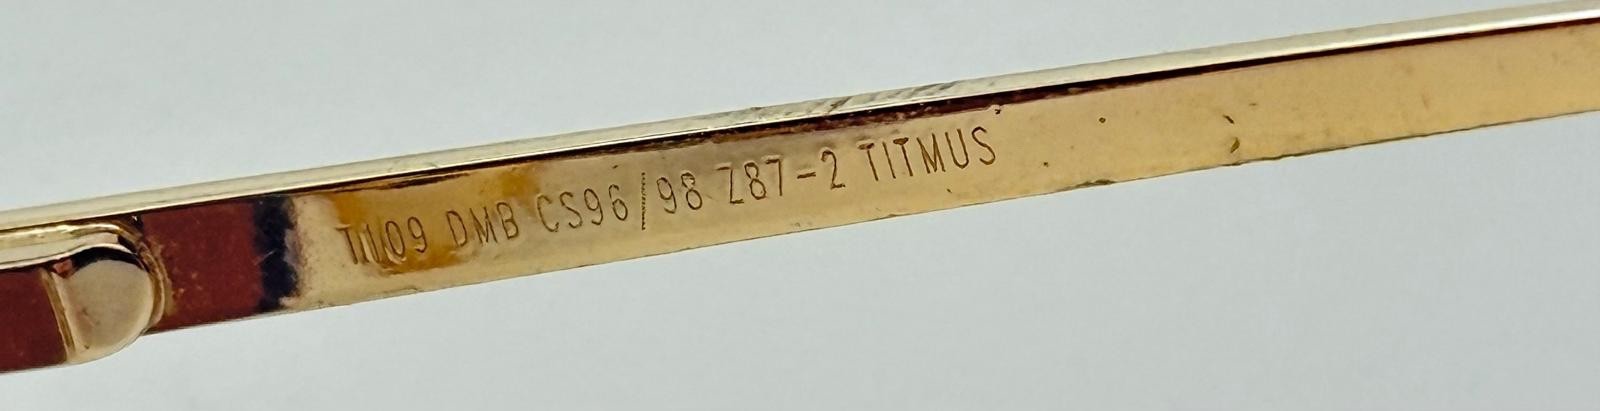 TI109 DMB CS96/98 Z87-2 TITMUS